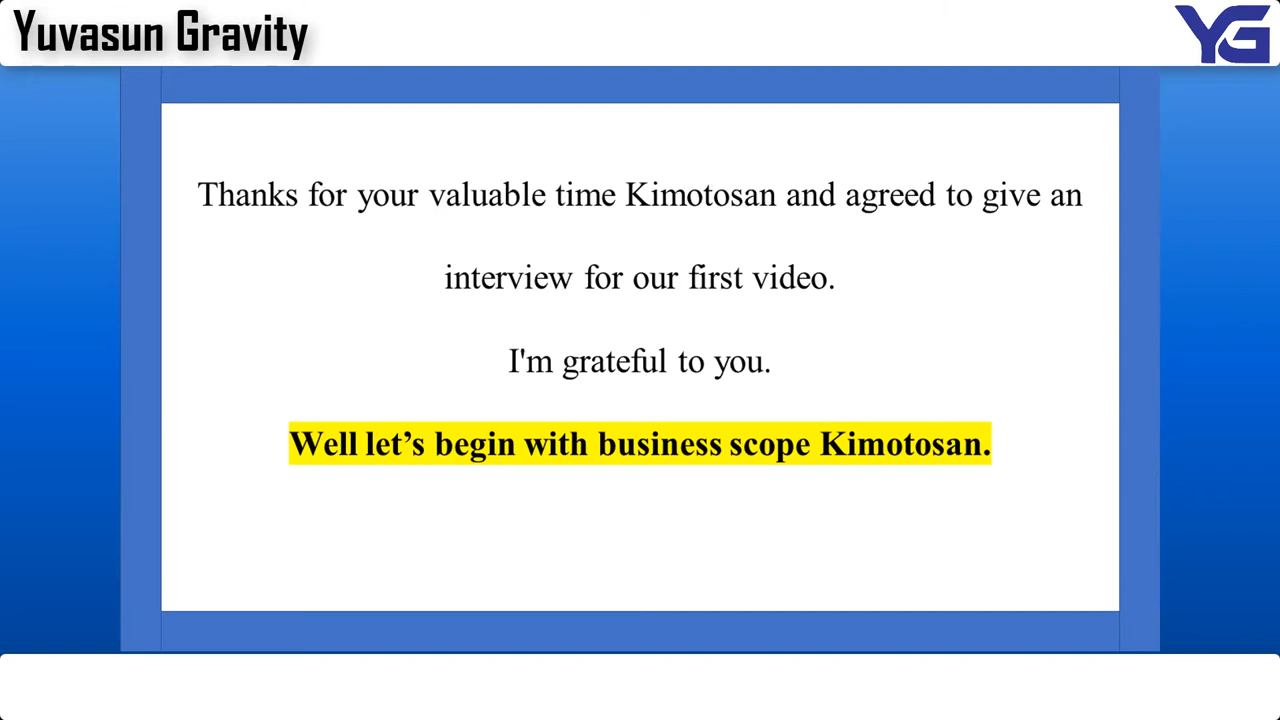 Yuvasun Gravity
YG
Thanks for your valuable time Kimotosan and agreed to give an
interview for our first video.
I'm grateful to you.
Well let’s begin with business scope Kimotosan.